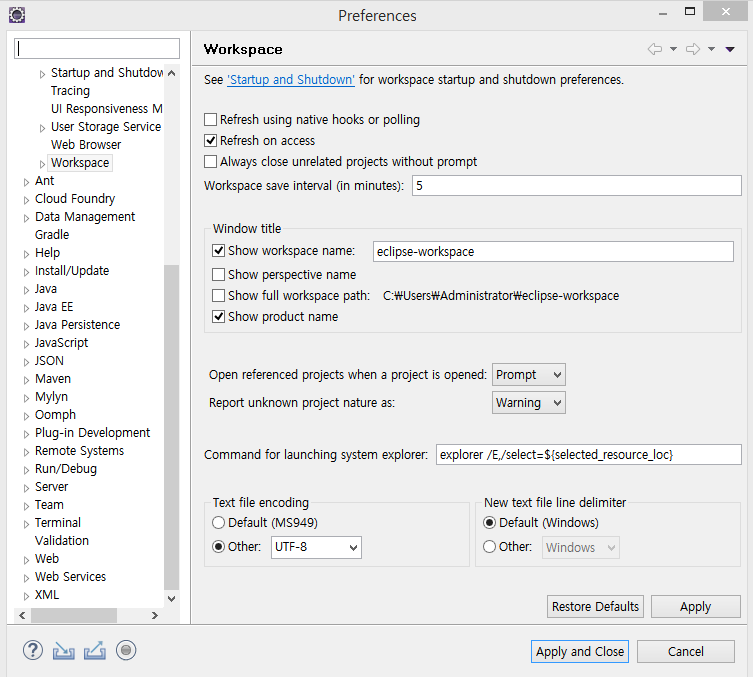 Preferences
Startup and Shutdow
Tracing
UI Responsiveness M
User Storage Service
Web Browser
Workspace
Ant
Cloud Foundry
Data Management
Gradle
Help
Install/Update
Java
Java EE
Java Persistence
JavaScript
JSON
Maven
Mylyn
Oomph
Plug-in Development
Remote Systems
Run/Debug
Server
Team
Terminal
Validation
Web
Web Services
XML
Workspace
See 'Startup and Shutdown' for workspace startup and shutdown preferences.
Refresh using native hooks or polling
Refresh on access
Always close unrelated projects without prompt
Workspace save interval (in minutes): 5
Window title
Show workspace name: eclipse-workspace
Show perspective name
Show full workspace path: C:₩Users₩Administrator₩eclipse-workspace
Show product name
Open referenced projects when a project is opened: Prompt
Report unknown project nature as: Warning
Command for launching system explorer: explorer /E,/select=${selected_resource_loc}
Text file encoding
Default (MS949)
Other: UTF-8
New text file line delimiter
Default (Windows)
Other: Windows
Restore Defaults Apply
Apply and Close Cancel